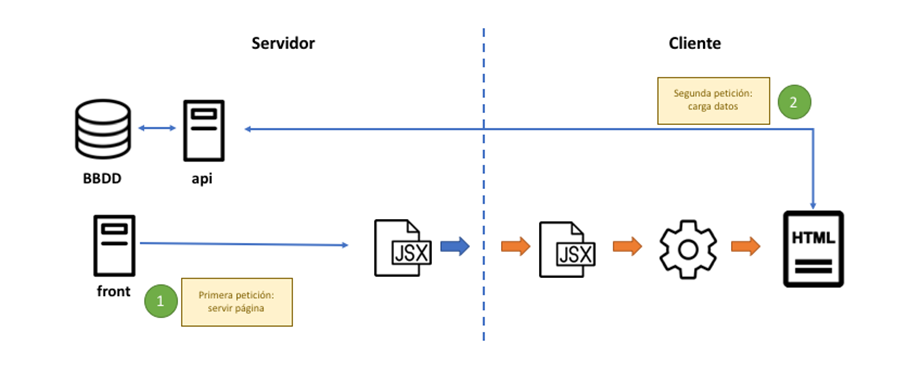 Servidor
Cliente
Segunda petición:
carga datos
2
BBDD
api
JSX
JSX
HTML
front
1
Primera petición:
servir página